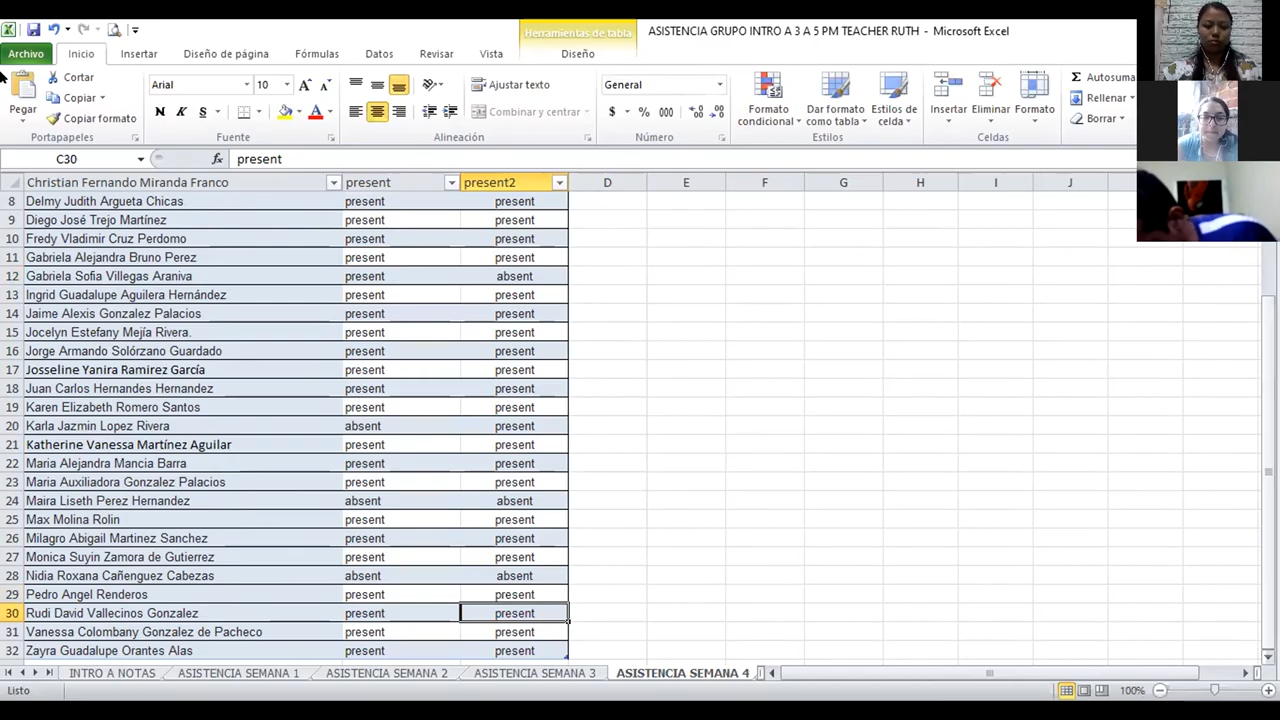 Herramientas de tabla
ASISTENCIA GRUPO INTRO A 3 A 5 PM TEACHER RUTH - Microsoft Excel
Archivo Inicio Insertar Diseño de página Fórmulas Datos Revisar Vista Diseño
Pegar
Cortar
Copiar
Copiar formato
Portapapeles
Arial 10
N K S
Fuente
Ajustar texto
Combinar y centrar
Alineación
General
$ % 000
Número
Formato condicional
Dar formato como tabla
Estilos de celda
Estilos
Insertar Eliminar Formato
Celdas
Σ Autosuma
Rellenar
Borrar
C30 fx present
Christian Fernando Miranda Franco present present2 D E F G H I J
8 Delmy Judith Argueta Chicas present present
9 Diego José Trejo Martínez present present
10 Fredy Vladimir Cruz Perdomo present present
11 Gabriela Alejandra Bruno Perez present present
12 Gabriela Sofia Villegas Araniva present absent
13 Ingrid Guadalupe Aguilera Hernández present present
14 Jaime Alexis Gonzalez Palacios present present
15 Jocelyn Estefany Mejía Rivera. present present
16 Jorge Armando Solórzano Guardado present present
17 Josseline Yanira Ramirez García present present
18 Juan Carlos Hernandes Hernandez present present
19 Karen Elizabeth Romero Santos present present
20 Karla Jazmin Lopez Rivera absent present
21 Katherine Vanessa Martínez Aguilar present present
22 Maria Alejandra Mancia Barra present present
23 Maria Auxiliadora Gonzalez Palacios present present
24 Maira Liseth Perez Hernandez absent absent
25 Max Molina Rolin present present
26 Milagro Abigail Martinez Sanchez present present
27 Monica Suyin Zamora de Gutierrez present present
28 Nidia Roxana Cañenguez Cabezas absent absent
29 Pedro Angel Renderos present present
30 Rudi David Vallecinos Gonzalez present present
31 Vanessa Colombany Gonzalez de Pacheco present present
32 Zayra Guadalupe Orantes Alas present present
INTRO A NOTAS ASISTENCIA SEMANA 1 ASISTENCIA SEMANA 2 ASISTENCIA SEMANA 3 ASISTENCIA SEMANA 4
Listo 100%